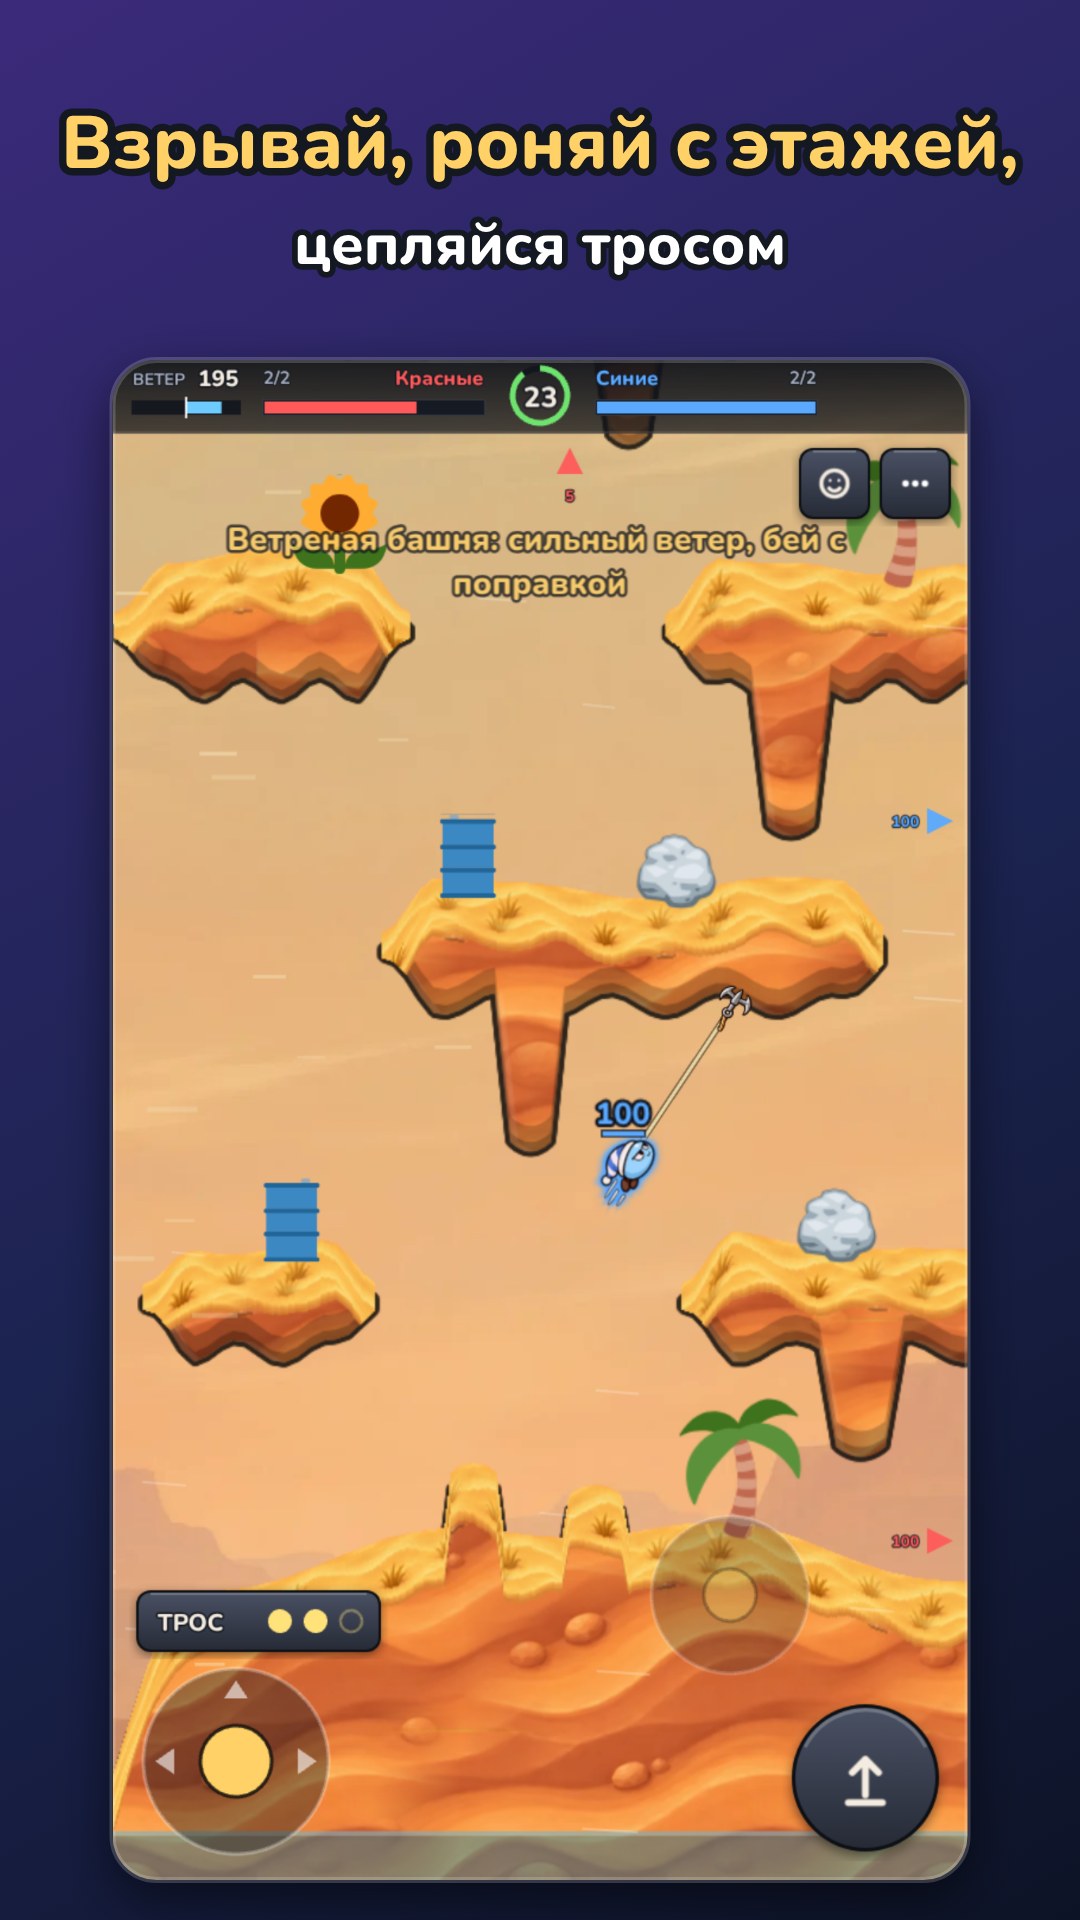 Взрывай, роняй с этажей,
цепляйся тросом
ВЕТЕР 195 2/2 Красные 23 Синие 2/2
5
Ветреная башня: сильный ветер, бей с
поправкой
100
100
100
ТРОС